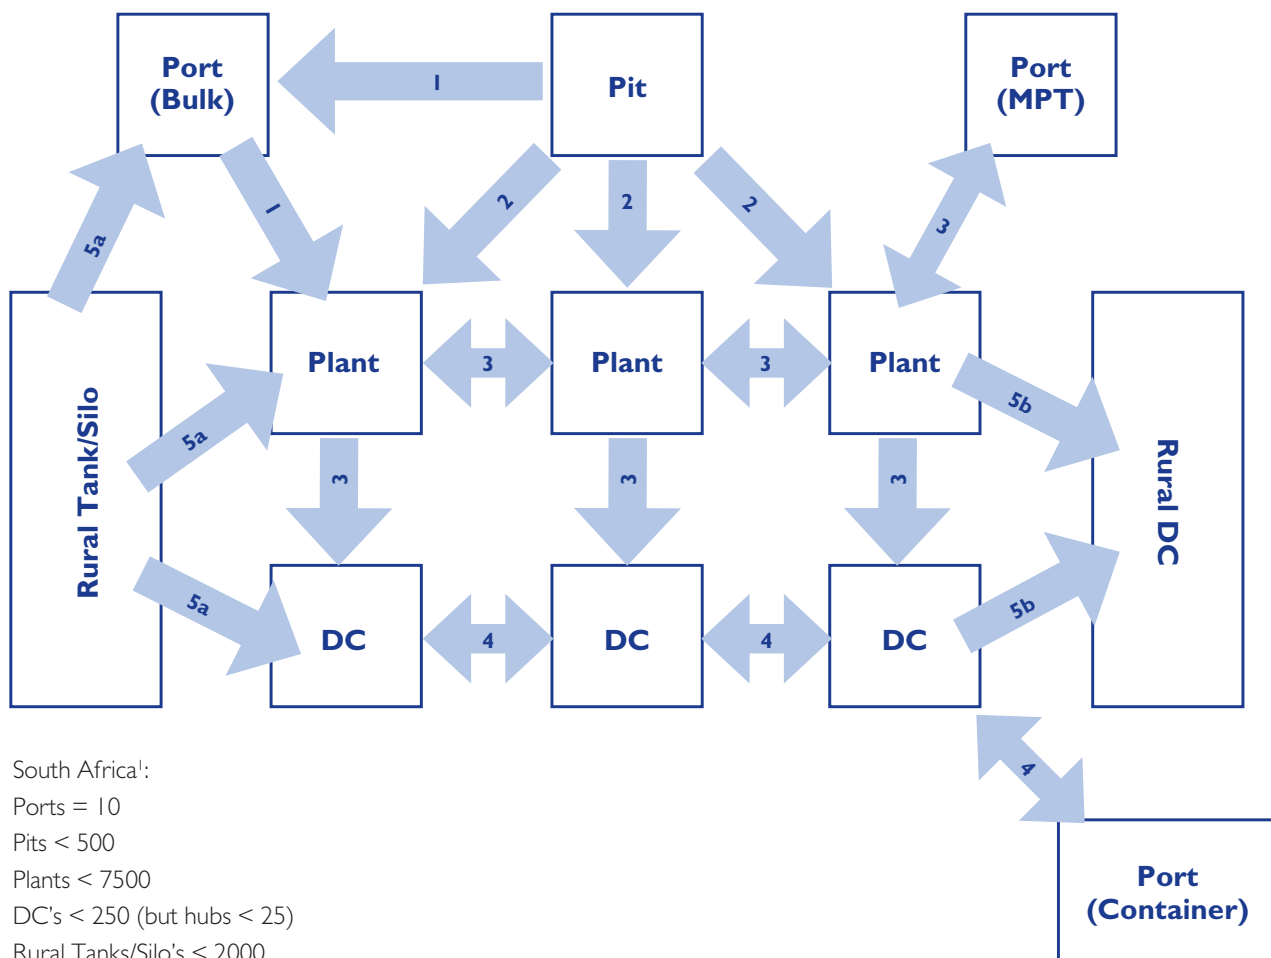 Port
(Bulk)
1
Pit
Port
(MPT)
5a
1
2
2
2
3
Rural Tank/Silo
Plant
3
Plant
3
Plant
5b
Rural DC
5a
3
3
3
5a
DC
4
DC
4
DC
5b
4
South Africa¹:
Ports = 10
Pits < 500
Plants < 7500
DC's < 250 (but hubs < 25)
Rural Tanks/Silo's < 2000
Port
(Container)